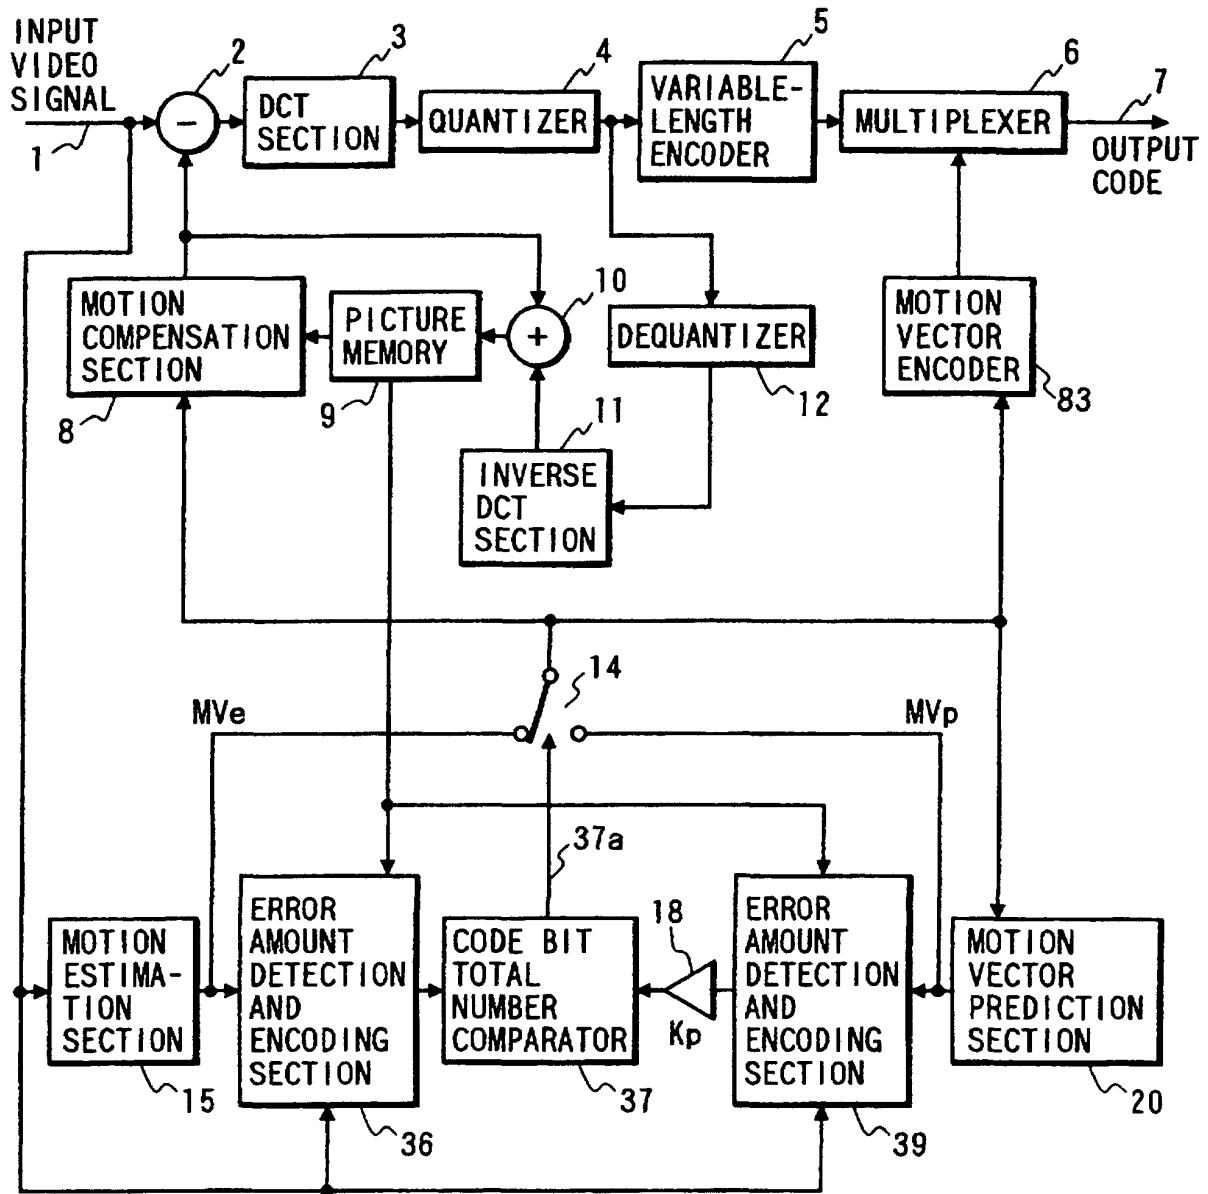 INPUT
VIDEO
SIGNAL
1
2
3
4
5
6
7
−
DCT
SECTION
QUANTIZER
VARIABLE-
LENGTH
ENCODER
MULTIPLEXER
OUTPUT
CODE
MOTION
COMPENSATION
SECTION
8
PICTURE
MEMORY
9
+
10
DEQUANTIZER
12
MOTION
VECTOR
ENCODER
83
11
INVERSE
DCT
SECTION
14
MVe
MVp
37a
MOTION
ESTIMA-
TION
SECTION
15
ERROR
AMOUNT
DETECTION
AND
ENCODING
SECTION
36
CODE BIT
TOTAL
NUMBER
COMPARATOR
37
18
Kp
ERROR
AMOUNT
DETECTION
AND
ENCODING
SECTION
39
MOTION
VECTOR
PREDICTION
SECTION
20